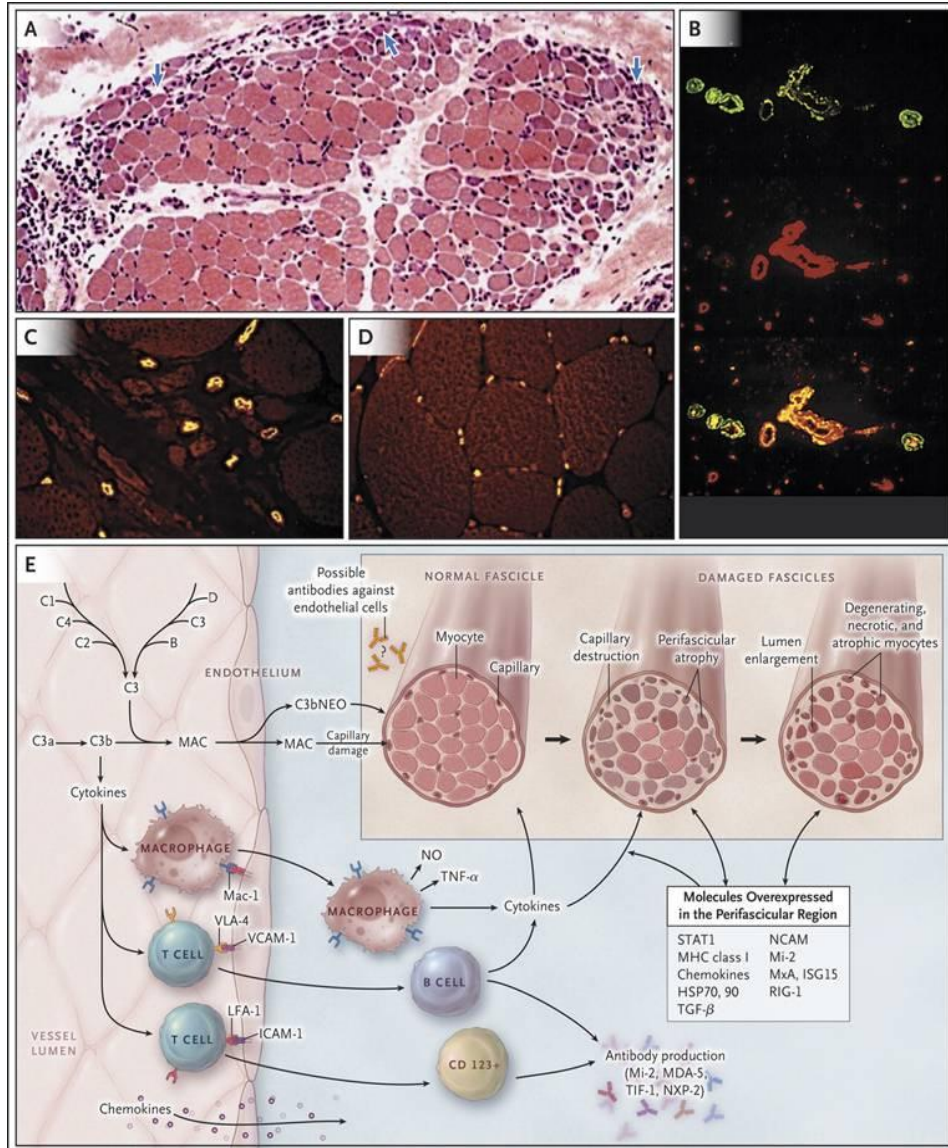 A
B
C
D
E
Possible
antibodies against
endothelial cells
?
NORMAL FASCICLE
DAMAGED FASCICLES
Myocyte
Capillary
Capillary
destruction
Perifascicular
atrophy
Lumen
enlargement
Degenerating,
necrotic, and
atrophic myocytes
C1
C4
C2
D
C3
B
C3
ENDOTHELIUM
C3bNEO
C3a
C3b
MAC
MAC
Capillary
damage
Cytokines
MACROPHAGE
Mac-1
NO
TNF-α
MACROPHAGE
Cytokines
VLA-4
VCAM-1
T CELL
B CELL
LFA-1
ICAM-1
T CELL
CD 123+
VESSEL
LUMEN
Chemokines
Molecules Overexpressed
in the Perifascicular Region
STAT1
MHC class I
Chemokines
HSP70, 90
TGF-β
NCAM
Mi-2
MxA, ISG15
RIG-1
Antibody production
(Mi-2, MDA-5,
TIF-1, NXP-2)